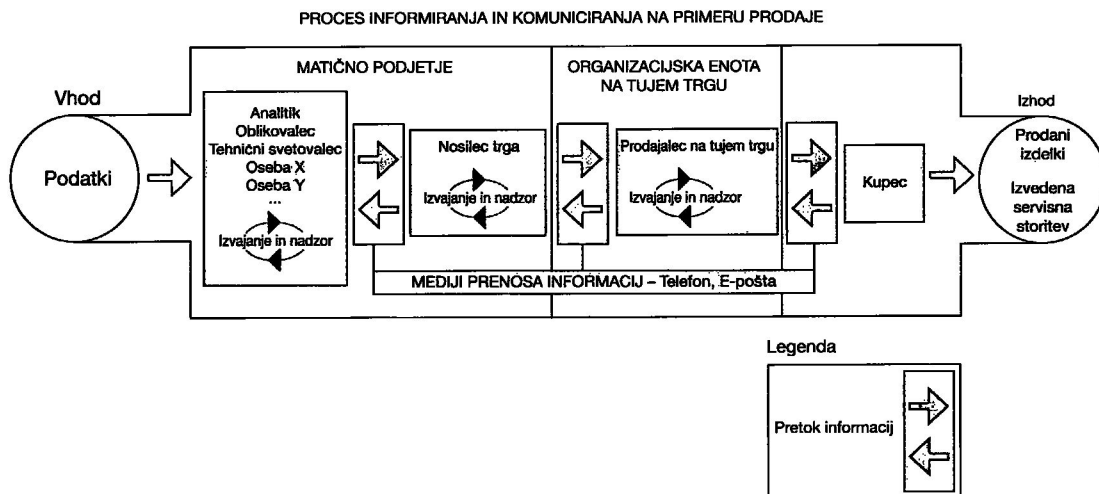 PROCES INFORMIRANJA IN KOMUNICIRANJA NA PRIMERU PRODAJE
Vhod
Podatki
MATIČNO PODJETJE
Analitik
Oblikovalec
Tehnični svetovalec
Oseba X
Oseba Y
...
Izvajanje in nadzor
Nosilec trga
Izvajanje in nadzor
ORGANIZACIJSKA ENOTA
NA TUJEM TRGU
Prodajalec na tujem trgu
Izvajanje in nadzor
Kupec
Izhod
Prodani
izdelki
Izvedena
servisna
storitev
MEDIJI PRENOSA INFORMACIJ – Telefon, E-pošta
Legenda
Pretok informacij